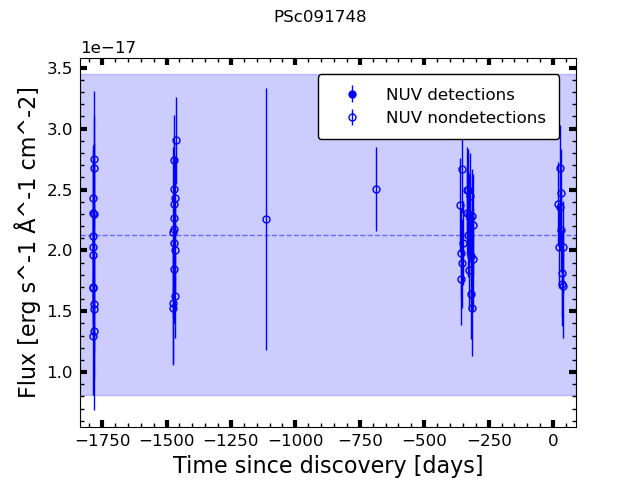 PSc091748
1e−17
3.5
3.0
2.5
2.0
1.5
1.0
Flux [erg s^-1 Å^-1 cm^-2]
NUV detections
NUV nondetections
−1750 −1500 −1250 −1000 −750 −500 −250 0
Time since discovery [days]